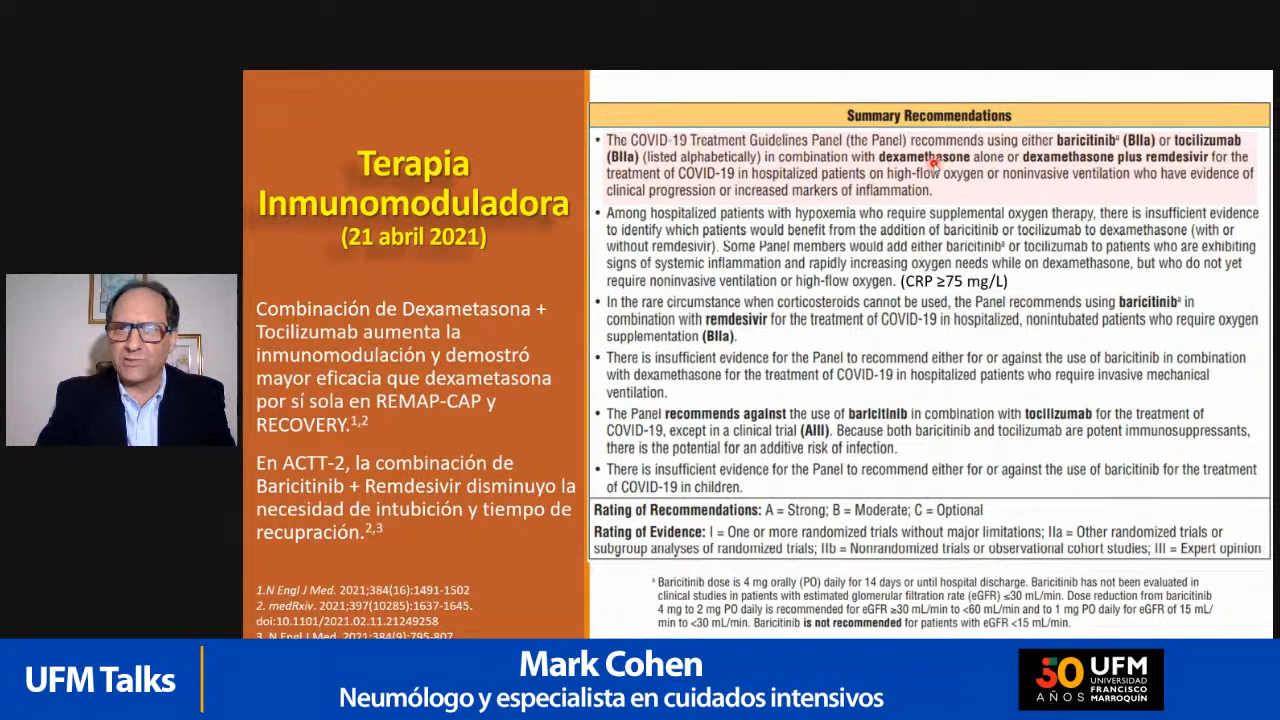 Terapia
Inmunomoduladora
(21 abril 2021)
Combinación de Dexametasona +
Tocilizumab aumenta la
inmunomodulación y demostró
mayor eficacia que dexametasona
por sí sola en REMAP-CAP y
RECOVERY.1,2
En ACTT-2, la combinación de
Baricitinib + Remdesivir disminuyo la
necesidad de intubición y tiempo de
recupración.2,3
1.N Engl J Med. 2021;384(16):1491-1502
2. medRxiv. 2021;397(10285):1637-1645.
doi:10.1101/2021.02.11.21249258
3. N Engl J Med. 2021;384(9):795-807
Summary Recommendations
• The COVID-19 Treatment Guidelines Panel (the Panel) recommends using either baricitinibª (BIIa) or tocilizumab
(BIIa) (listed alphabetically) in combination with dexamethasone alone or dexamethasone plus remdesivir for the
treatment of COVID-19 in hospitalized patients on high-flow oxygen or noninvasive ventilation who have evidence of
clinical progression or increased markers of inflammation.
• Among hospitalized patients with hypoxemia who require supplemental oxygen therapy, there is insufficient evidence
to identify which patients would benefit from the addition of baricitinib or tocilizumab to dexamethasone (with or
without remdesivir). Some Panel members would add either baricitinibª or tocilizumab to patients who are exhibiting
signs of systemic inflammation and rapidly increasing oxygen needs while on dexamethasone, but who do not yet
require noninvasive ventilation or high-flow oxygen. (CRP ≥75 mg/L)
• In the rare circumstance when corticosteroids cannot be used, the Panel recommends using baricitinibª in
combination with remdesivir for the treatment of COVID-19 in hospitalized, nonintubated patients who require oxygen
supplementation (BIIa).
• There is insufficient evidence for the Panel to recommend either for or against the use of baricitinib in combination
with dexamethasone for the treatment of COVID-19 in hospitalized patients who require invasive mechanical
ventilation.
• The Panel recommends against the use of baricitinib in combination with tocilizumab for the treatment of
COVID-19, except in a clinical trial (AIII). Because both baricitinib and tocilizumab are potent immunosuppressants,
there is the potential for an additive risk of infection.
• There is insufficient evidence for the Panel to recommend either for or against the use of baricitinib for the treatment
of COVID-19 in children.
Rating of Recommendations: A = Strong; B = Moderate; C = Optional
Rating of Evidence: I = One or more randomized trials without major limitations; IIa = Other randomized trials or
subgroup analyses of randomized trials; IIb = Nonrandomized trials or observational cohort studies; III = Expert opinion
ª Baricitinib dose is 4 mg orally (PO) daily for 14 days or until hospital discharge. Baricitinib has not been evaluated in
clinical studies in patients with estimated glomerular filtration rate (eGFR) ≤30 mL/min. Dose reduction from baricitinib
4 mg to 2 mg PO daily is recommended for eGFR ≥30 mL/min to <60 mL/min and to 1 mg PO daily for eGFR of 15 mL/
min to <30 mL/min. Baricitinib is not recommended for patients with eGFR <15 mL/min.
UFM Talks
Mark Cohen
Neumólogo y especialista en cuidados intensivos
50
AÑOS
UFM
UNIVERSIDAD
FRANCISCO
MARROQUÍN